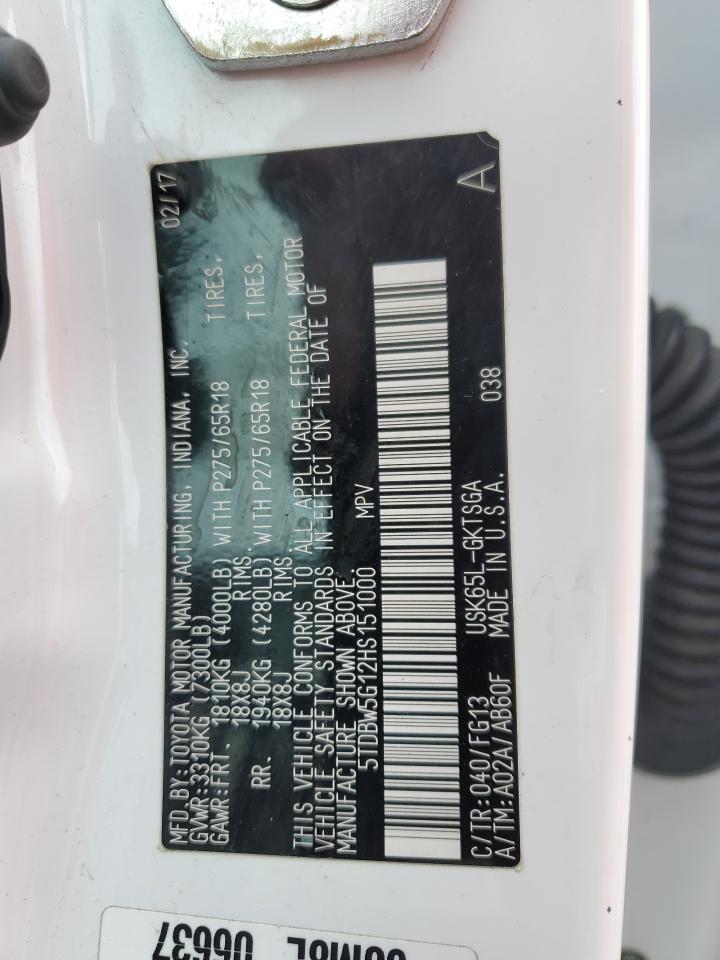 MFD. BY: TOYOTA MOTOR MANUFACTURING, INDIANA, INC. 02/17
GVWR: 3310KG (7300LB)
GAWR: FRT. 1810KG (4000LB) WITH P275/65R18 TIRES,
18X8J RIMS.
RR. 1940KG (4280LB) WITH P275/65R18 TIRES,
18X8J RIMS.
THIS VEHICLE CONFORMS TO ALL APPLICABLE FEDERAL MOTOR
VEHICLE SAFETY STANDARDS IN EFFECT ON THE DATE OF
MANUFACTURE SHOWN ABOVE.
5TDBW5G12HS151000 MPV
A
C/TR: 040/FG13 USK65L-GKTSGA 038
A/TM: A02A/AB60F MADE IN U.S.A.
06637